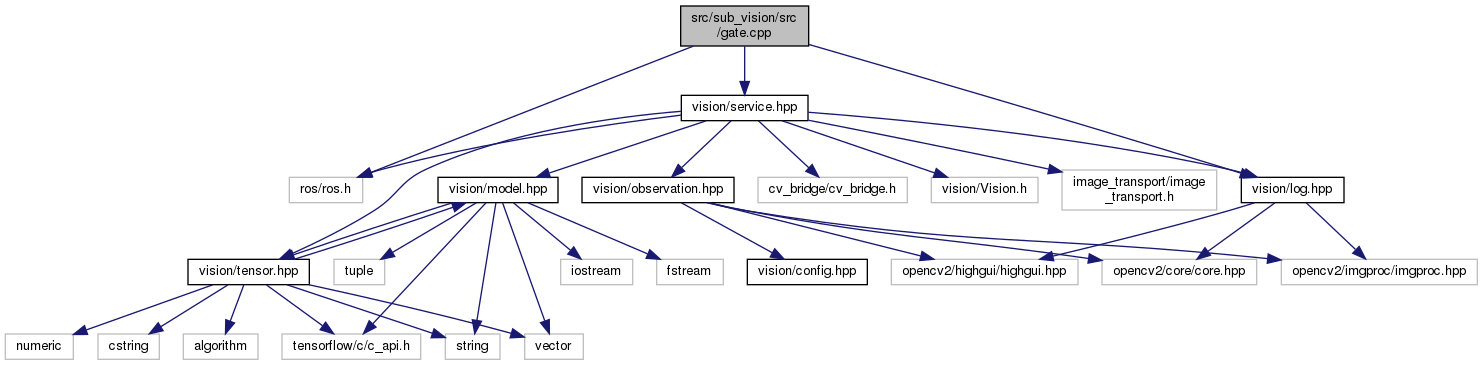 src/sub_vision/src
/gate.cpp
vision/service.hpp
ros/ros.h
vision/model.hpp
vision/observation.hpp
cv_bridge/cv_bridge.h
vision/Vision.h
image_transport/image
_transport.h
vision/log.hpp
vision/tensor.hpp
tuple
iostream
fstream
vision/config.hpp
opencv2/highgui/highgui.hpp
opencv2/core/core.hpp
opencv2/imgproc/imgproc.hpp
numeric
cstring
algorithm
tensorflow/c/c_api.h
string
vector